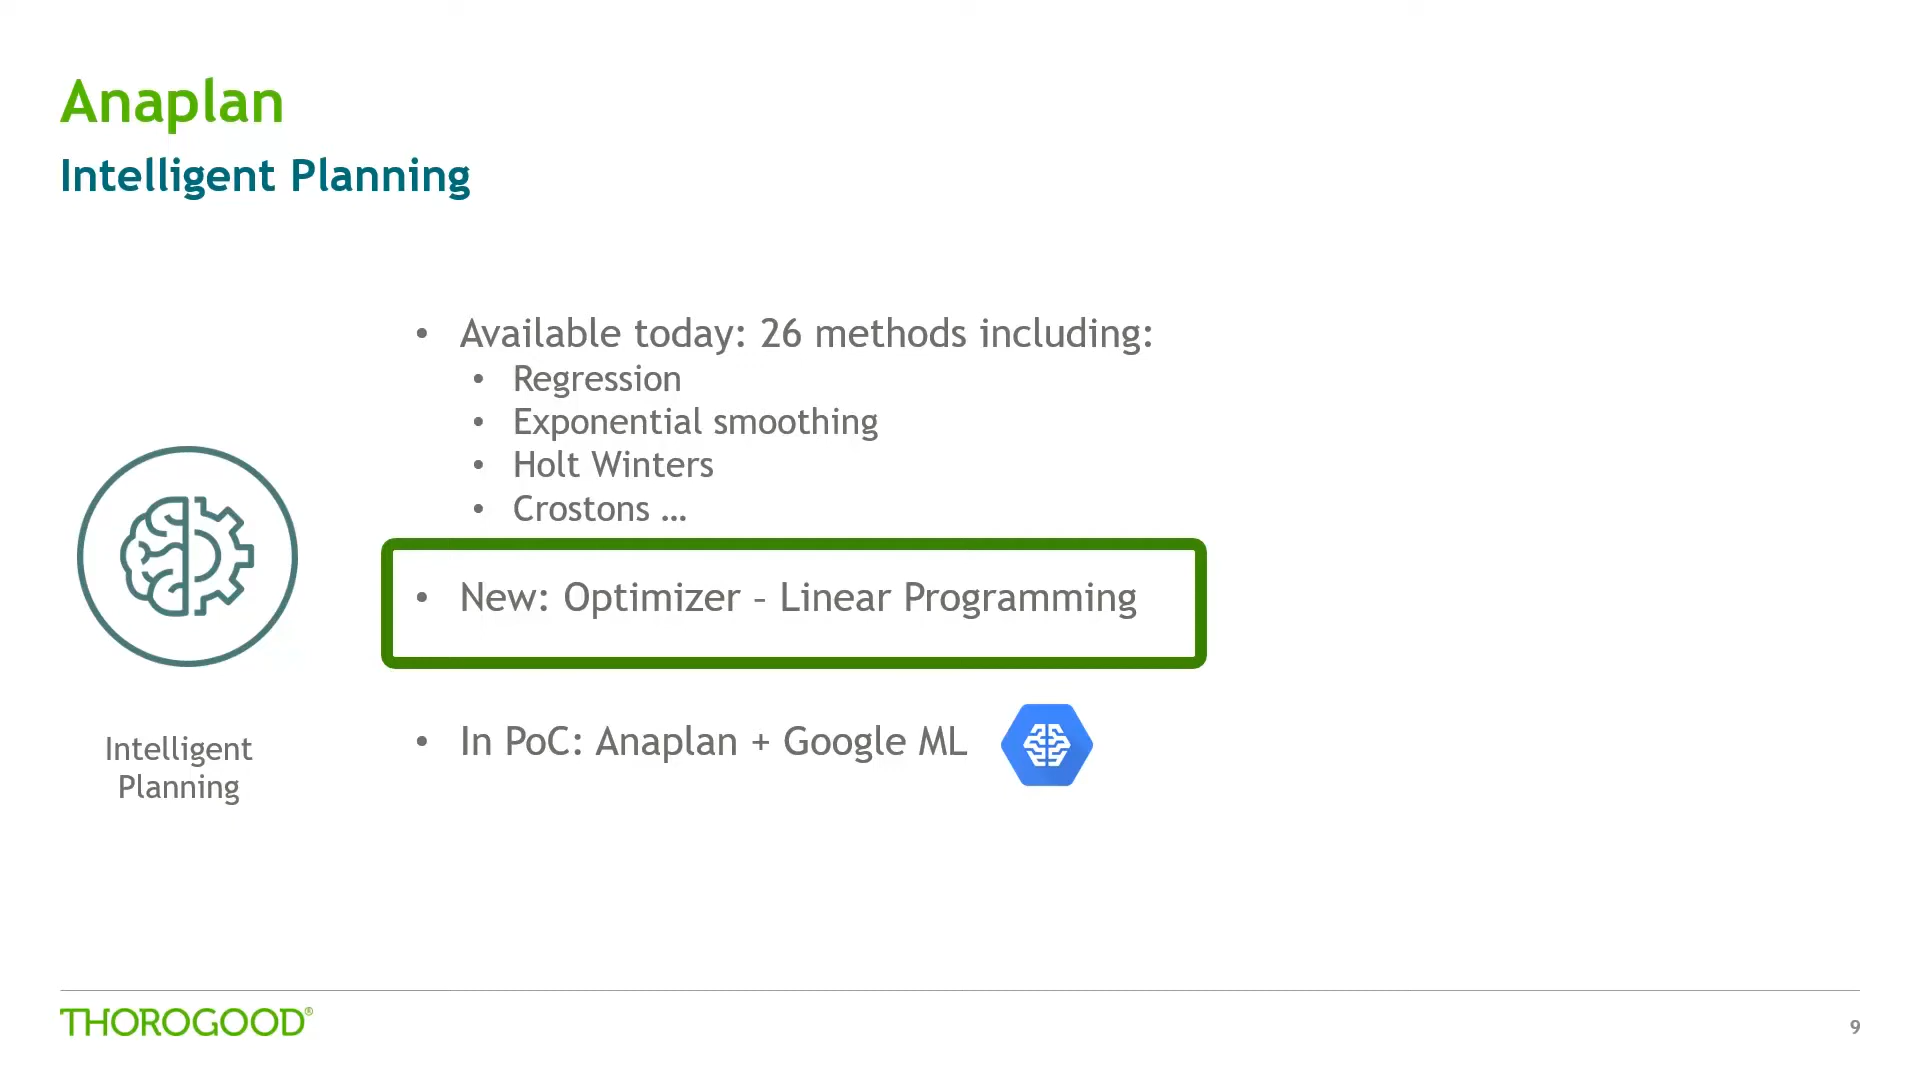 Anaplan
Intelligent Planning
• Available today: 26 methods including:
• Regression
• Exponential smoothing
• Holt Winters
• Crostons …
• New: Optimizer – Linear Programming
• In PoC: Anaplan + Google ML
Intelligent
Planning
THOROGOOD®
9